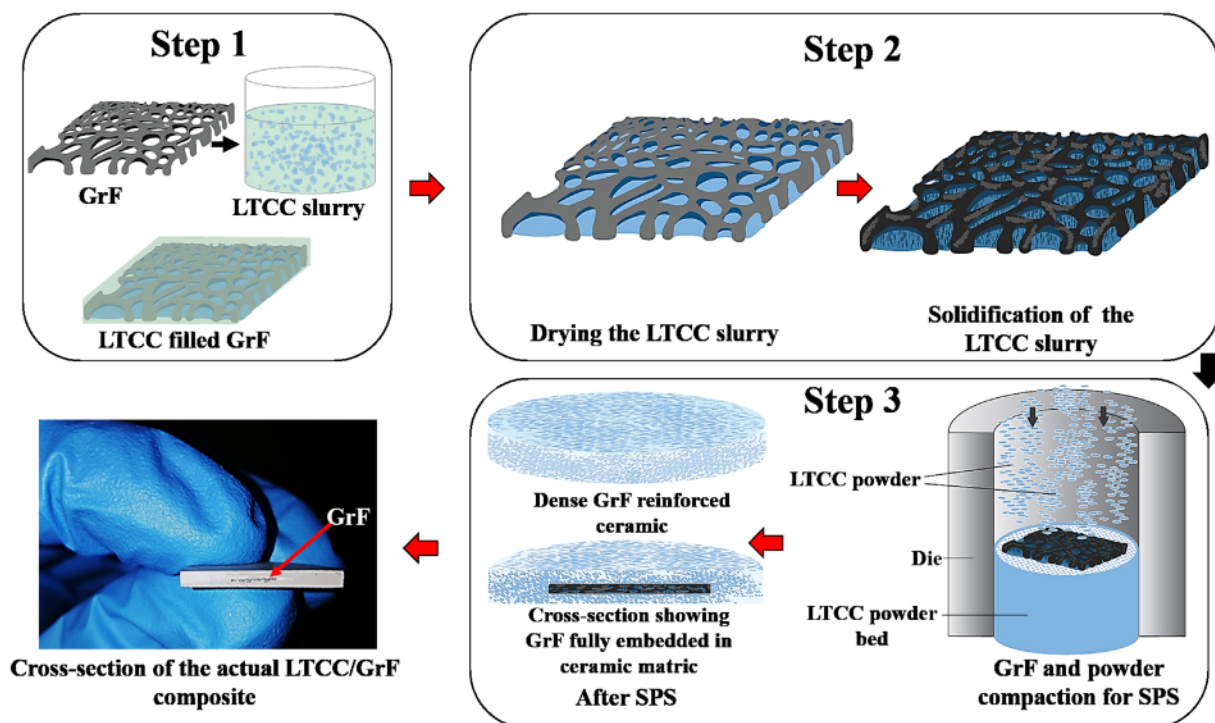 Step 1
GrF
LTCC slurry
LTCC filled GrF
Step 2
Drying the LTCC slurry
Solidification of the
LTCC slurry
Step 3
LTCC powder
Die
LTCC powder
bed
GrF and powder
compaction for SPS
Dense GrF reinforced
ceramic
Cross-section showing
GrF fully embedded in
ceramic matric
After SPS
GrF
Cross-section of the actual LTCC/GrF
composite